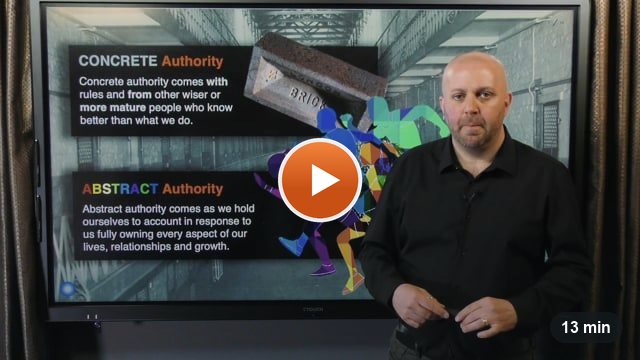 CONCRETE Authority
Concrete authority comes with
rules and from other wiser or
more mature people who know
better than what we do.
BRICK
ABSTRACT Authority
Abstract authority comes as we hold
ourselves to account in response to
us fully owning every aspect of our
lives, relationships and growth.
CTOUCH
13 min